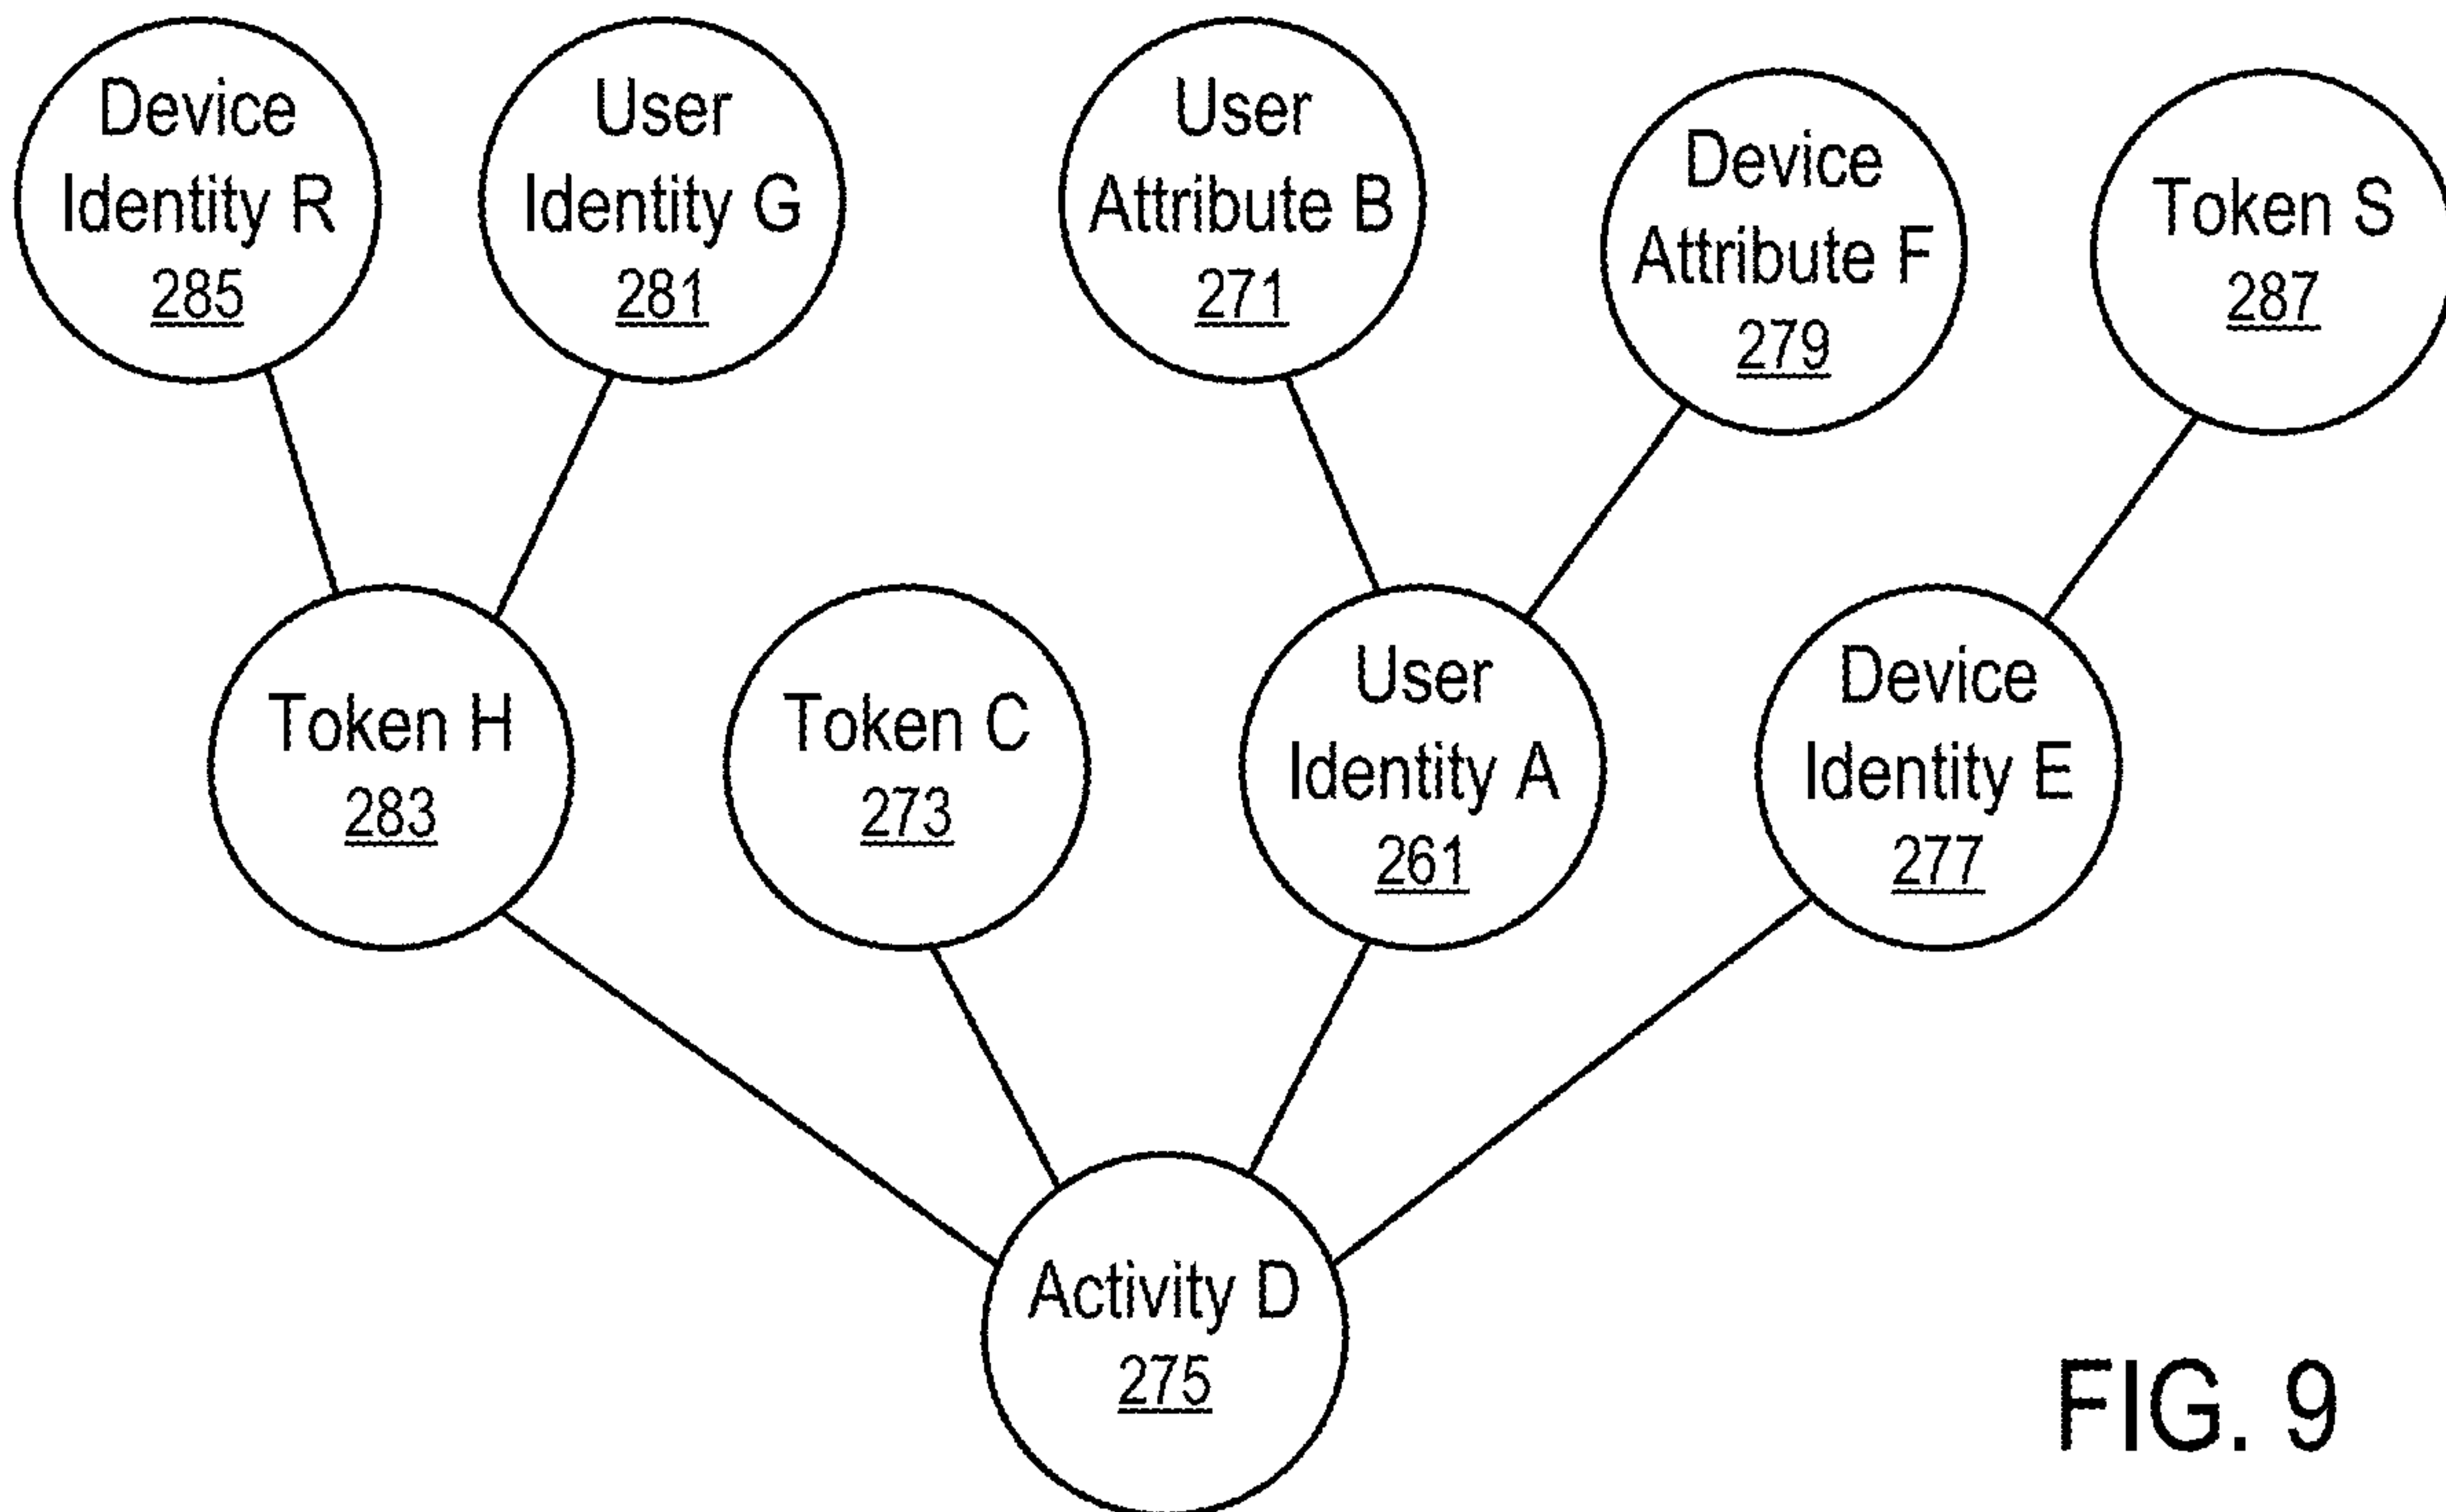 Device
Identity R
285
User
Identity G
281
User
Attribute B
271
Device
Attribute F
279
Token S
287
Token H
283
Token C
273
User
Identity A
261
Device
Identity E
277
Activity D
275
FIG. 9